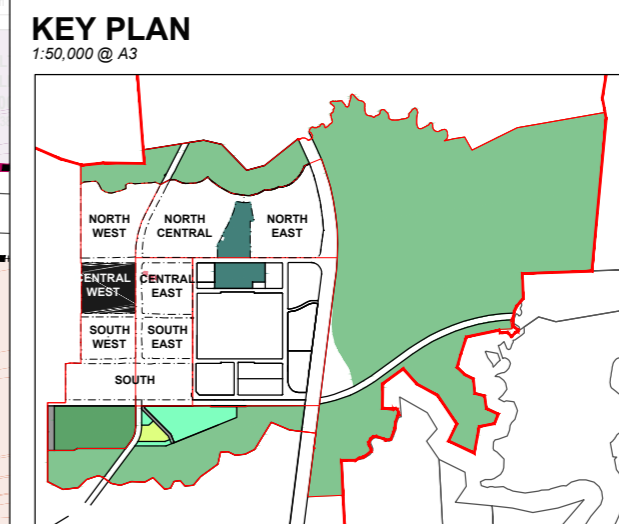 KEY PLAN
1:50,000 @ A3
NORTH
WEST
NORTH
CENTRAL
NORTH
EAST
CENTRAL
WEST
CENTRAL
EAST
SOUTH
WEST
SOUTH
EAST
SOUTH